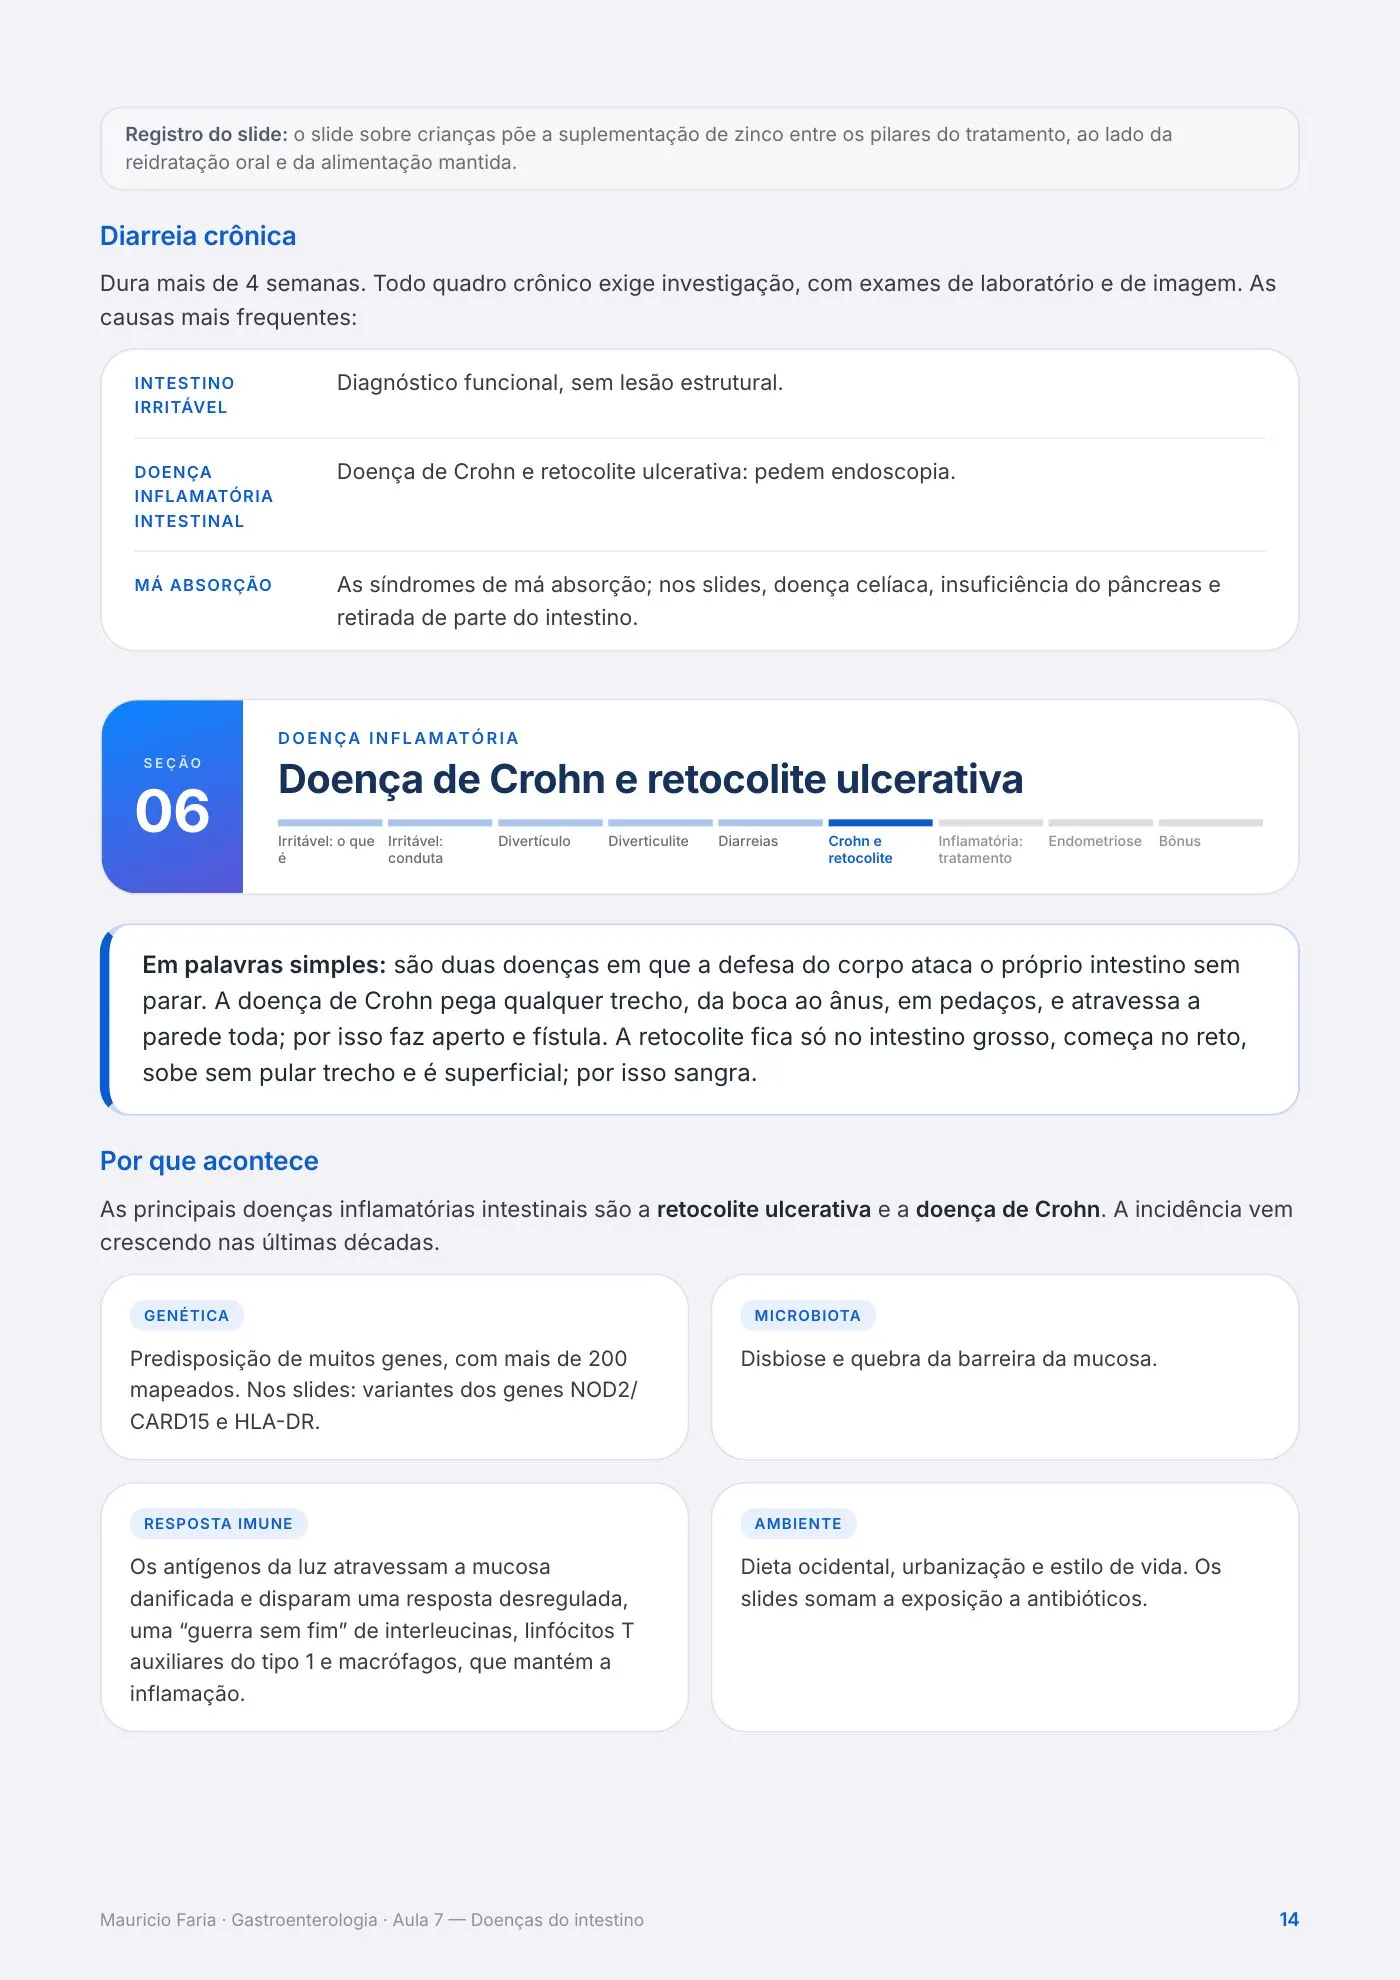 Registro do slide: o slide sobre crianças põe a suplementação de zinco entre os pilares do tratamento, ao lado da
reidratação oral e da alimentação mantida.
Diarreia crônica
Dura mais de 4 semanas. Todo quadro crônico exige investigação, com exames de laboratório e de imagem. As
causas mais frequentes:
INTESTINO
IRRITÁVEL
Diagnóstico funcional, sem lesão estrutural.
DOENÇA
INFLAMATÓRIA
INTESTINAL
Doença de Crohn e retocolite ulcerativa: pedem endoscopia.
MÁ ABSORÇÃO
As síndromes de má absorção; nos slides, doença celíaca, insuficiência do pâncreas e
retirada de parte do intestino.
SEÇÃO
06
DOENÇA INFLAMATÓRIA
Doença de Crohn e retocolite ulcerativa
Irritável: o que
é
Irritável:
conduta
Divertículo
Diverticulite
Diarreias
Crohn e
retocolite
Inflamatória:
tratamento
Endometriose
Bônus
Em palavras simples: são duas doenças em que a defesa do corpo ataca o próprio intestino sem
parar. A doença de Crohn pega qualquer trecho, da boca ao ânus, em pedaços, e atravessa a
parede toda; por isso faz aperto e fístula. A retocolite fica só no intestino grosso, começa no reto,
sobe sem pular trecho e é superficial; por isso sangra.
Por que acontece
As principais doenças inflamatórias intestinais são a retocolite ulcerativa e a doença de Crohn. A incidência vem
crescendo nas últimas décadas.
GENÉTICA
Predisposição de muitos genes, com mais de 200
mapeados. Nos slides: variantes dos genes NOD2/
CARD15 e HLA-DR.
MICROBIOTA
Disbiose e quebra da barreira da mucosa.
RESPOSTA IMUNE
Os antígenos da luz atravessam a mucosa
danificada e disparam uma resposta desregulada,
uma “guerra sem fim” de interleucinas, linfócitos T
auxiliares do tipo 1 e macrófagos, que mantém a
inflamação.
AMBIENTE
Dieta ocidental, urbanização e estilo de vida. Os
slides somam a exposição a antibióticos.
Mauricio Faria · Gastroenterologia · Aula 7 — Doenças do intestino
14